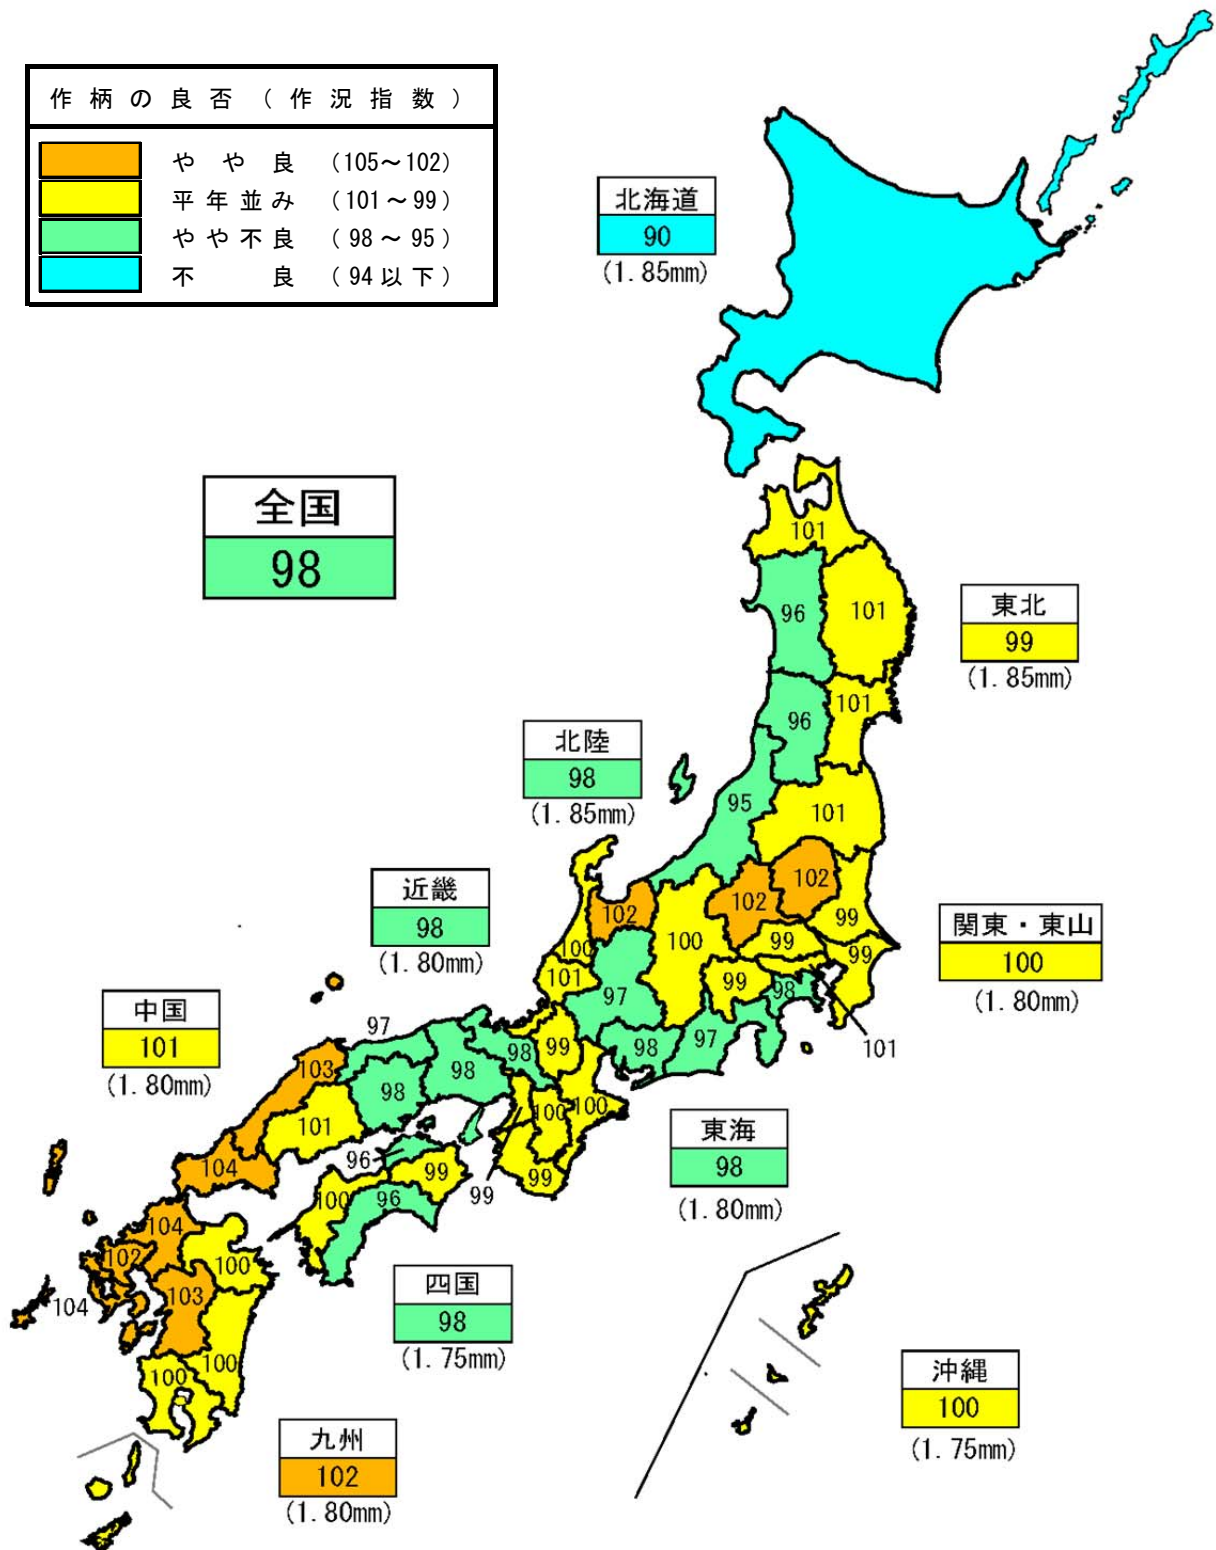 作柄の良否（作況指数）
やや良 （105～102）
平年並み （101～99）
やや不良 （98～95）
不良 （94以下）
北海道
90
(1.85mm)
全国
98
101
96
101
東北
99
(1.85mm)
101
96
北陸
98
(1.85mm)
95
101
102
102
99
近畿
98
(1.80mm)
102
100
100
99
99
関東・東山
100
(1.80mm)
101
99
98
97
101
中国
101
(1.80mm)
97
103
98
98
98
99
98
97
101
100
100
東海
98
(1.80mm)
104
96
99
99
99
100
96
104
102
100
103
104
四国
98
(1.75mm)
100
100
沖縄
100
(1.75mm)
九州
102
(1.80mm)